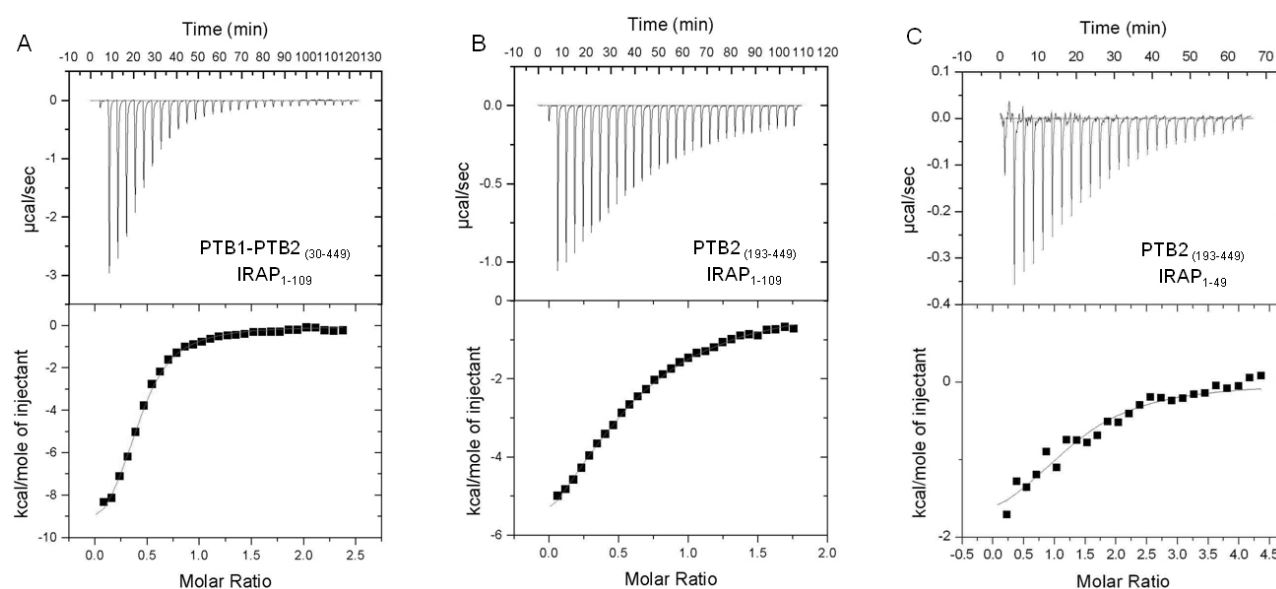 A
Time (min)
-10 0 10 20 30 40 50 60 70 80 90 100 110 120 130
0
-1
-2
-3
µcal/sec
PTB1-PTB2 (30-449)
IRAP1-109
0
-2
-4
-6
-8
-10
kcal/mole of injectant
0.0 0.5 1.0 1.5 2.0 2.5
Molar Ratio
B
Time (min)
-10 0 10 20 30 40 50 60 70 80 90 100 110 120
0.0
-0.5
-1.0
µcal/sec
PTB2 (193-449)
IRAP1-109
0
-2
-4
-6
kcal/mole of injectant
0.0 0.5 1.0 1.5 2.0
Molar Ratio
C
Time (min)
-10 0 10 20 30 40 50 60 70
0.1
0.0
-0.1
-0.2
-0.3
-0.4
µcal/sec
PTB2 (193-449)
IRAP1-49
0
-2
kcal/mole of injectant
-0.5 0.0 0.5 1.0 1.5 2.0 2.5 3.0 3.5 4.0 4.5
Molar Ratio